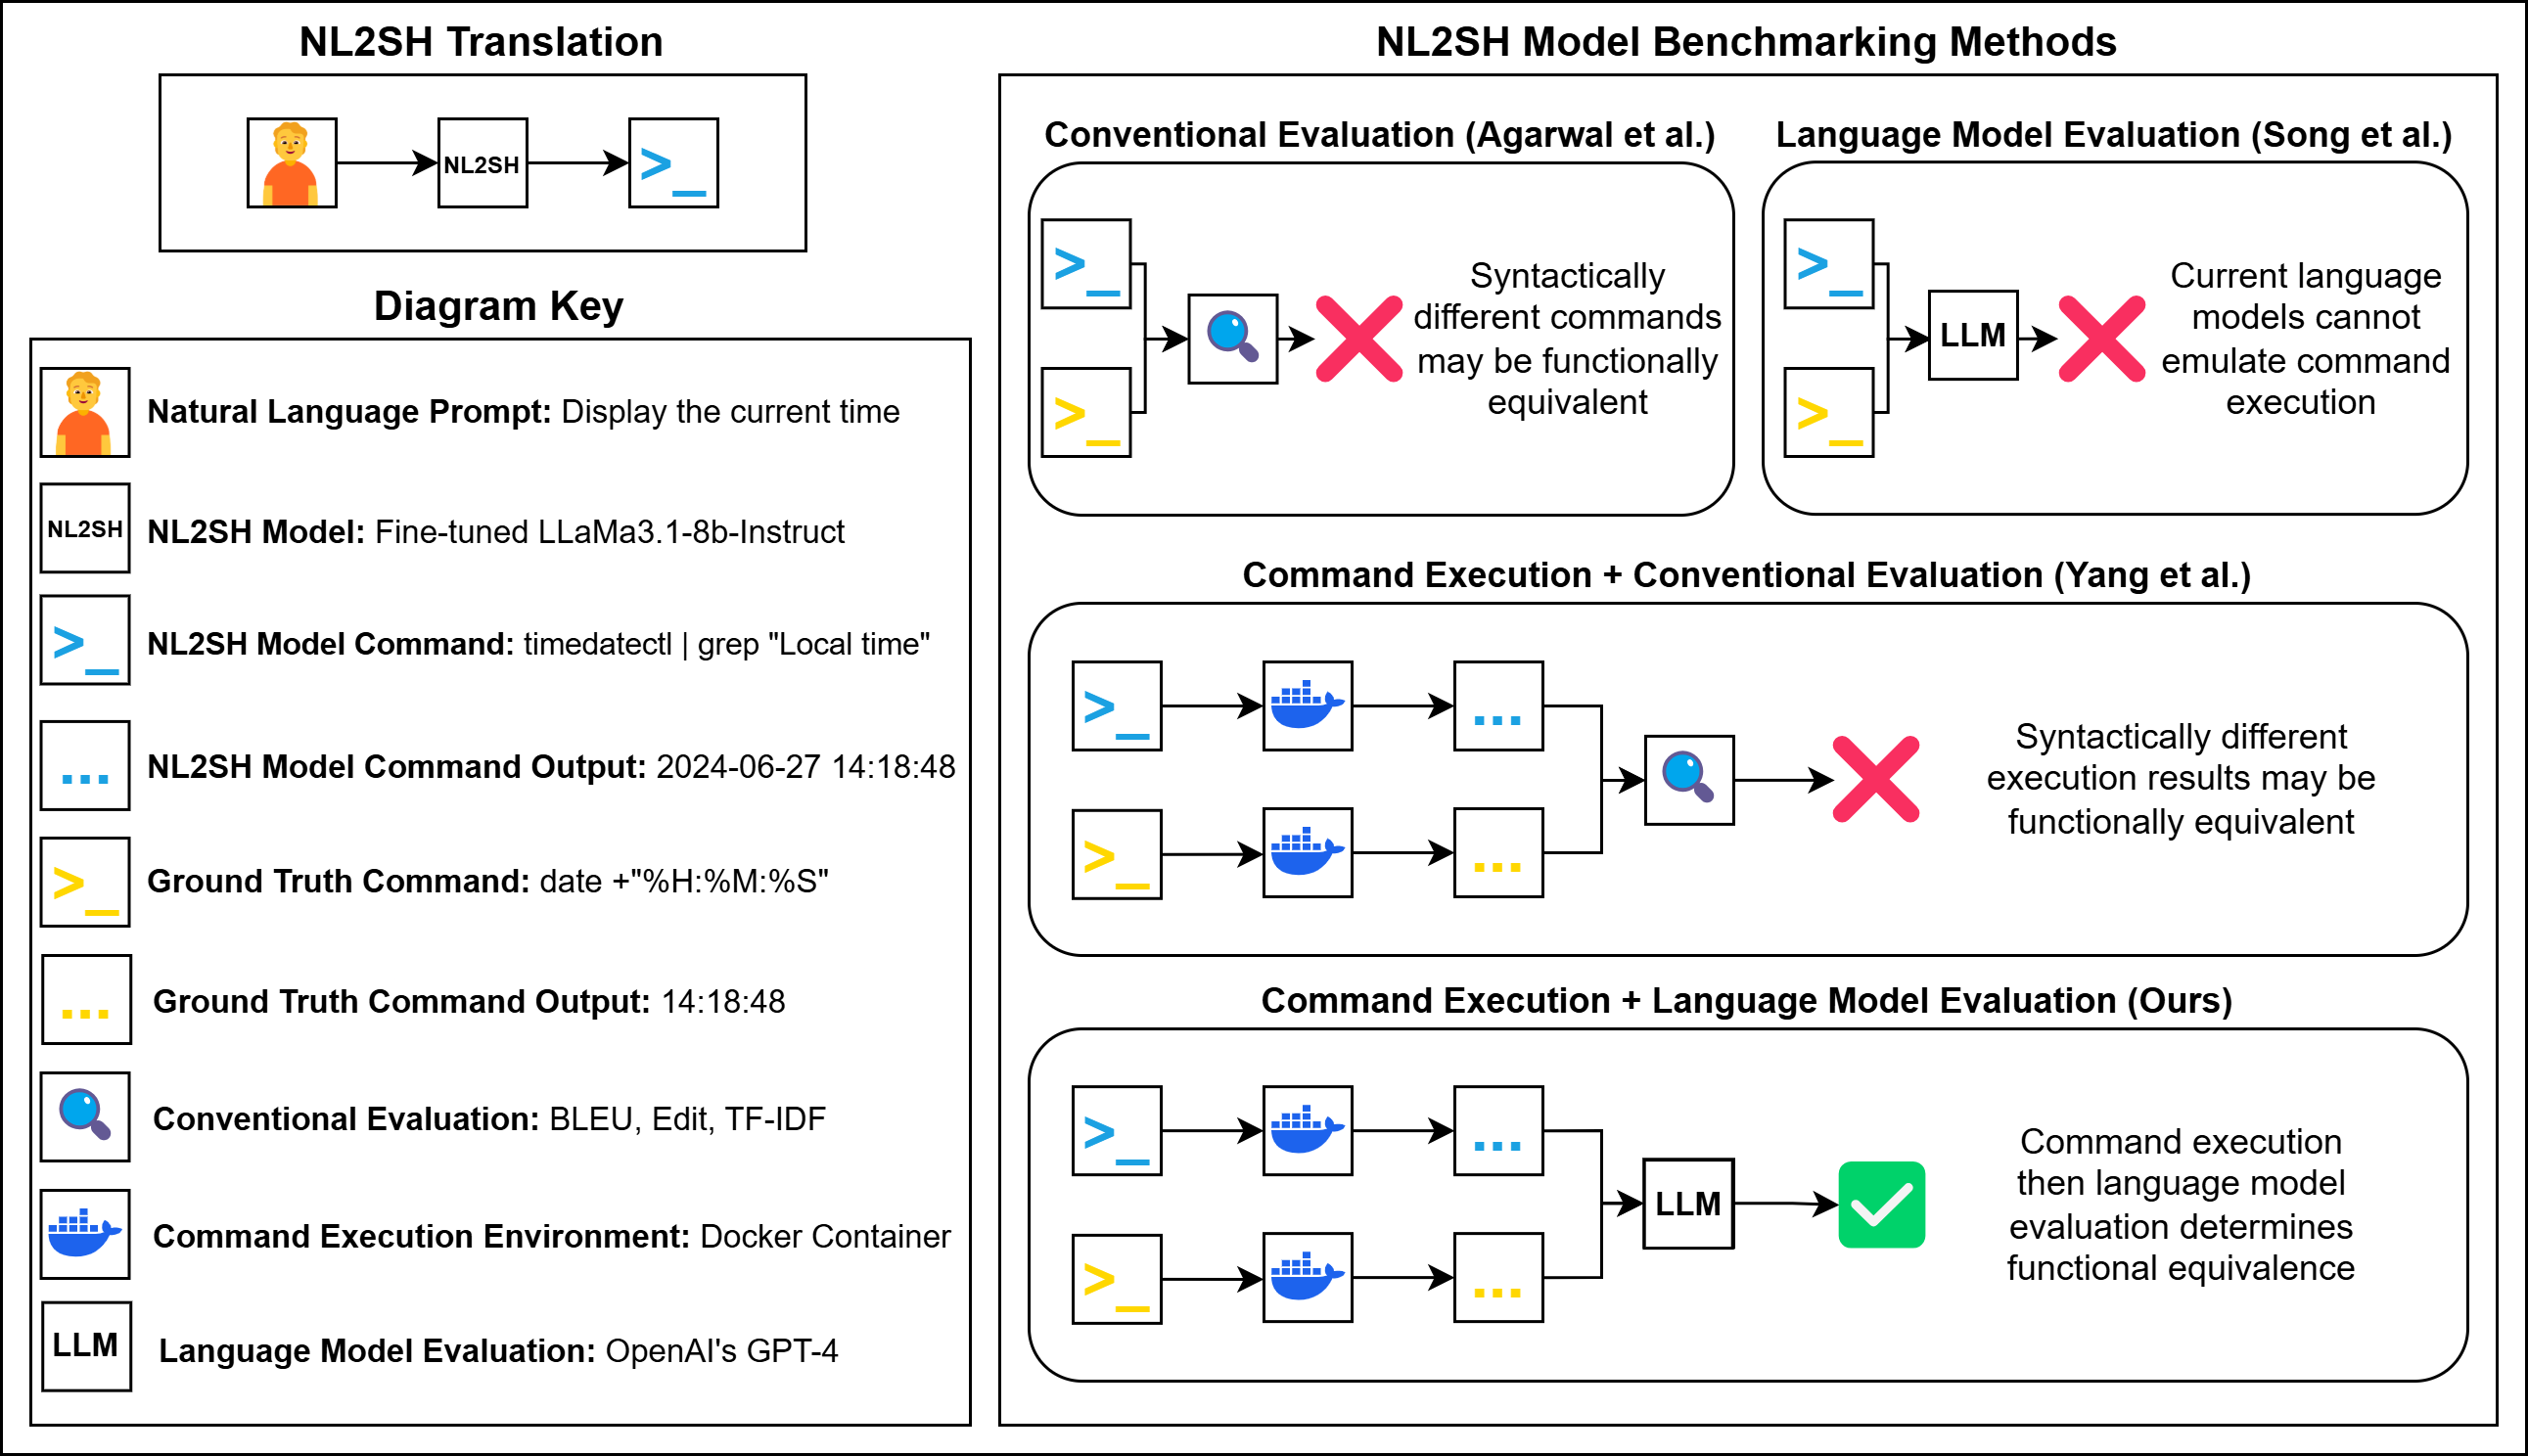 NL2SH Translation
NL2SH
>_
Diagram Key
Natural Language Prompt: Display the current time
NL2SH
NL2SH Model: Fine-tuned LLaMa3.1-8b-Instruct
>_
NL2SH Model Command: timedatectl | grep "Local time"
...
NL2SH Model Command Output: 2024-06-27 14:18:48
>_
Ground Truth Command: date +"%H:%M:%S"
...
Ground Truth Command Output: 14:18:48
Conventional Evaluation: BLEU, Edit, TF-IDF
Command Execution Environment: Docker Container
LLM
Language Model Evaluation: OpenAI's GPT-4
NL2SH Model Benchmarking Methods
Conventional Evaluation (Agarwal et al.)
>_
>_
Syntactically
different commands
may be functionally
equivalent
Language Model Evaluation (Song et al.)
>_
>_
LLM
Current language
models cannot
emulate command
execution
Command Execution + Conventional Evaluation (Yang et al.)
>_
...
>_
...
Syntactically different
execution results may be
functionally equivalent
Command Execution + Language Model Evaluation (Ours)
>_
...
>_
...
LLM
Command execution
then language model
evaluation determines
functional equivalence